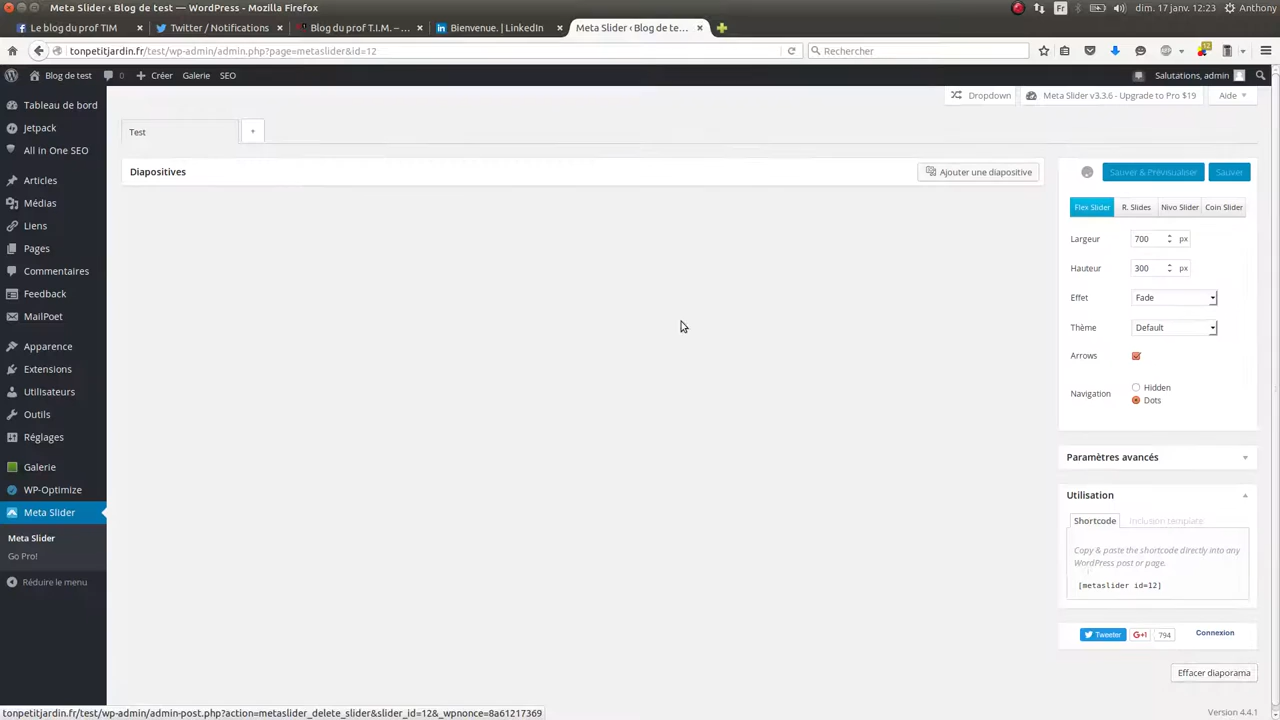 Meta Slider ‹ Blog de test — WordPress - Mozilla Firefox
dim. 17 janv. 12:23 Anthony
Le blog du prof TIM
Twitter / Notifications
Blog du prof T.I.M. – ...
Bienvenue. | LinkedIn
Meta Slider ‹ Blog de te...
tonpetitjardin.fr/test/wp-admin/admin.php?page=metaslider&id=12
Rechercher
Blog de test 0 Créer Galerie SEO
Salutations, admin
Dropdown
Meta Slider v3.3.6 - Upgrade to Pro $19
Aide
Tableau de bord
Jetpack
All in One SEO
Articles
Médias
Liens
Pages
Commentaires
Feedback
MailPoet
Apparence
Extensions
Utilisateurs
Outils
Réglages
Galerie
WP-Optimize
Meta Slider
Meta Slider
Go Pro!
Réduire le menu
Test +
Diapositives
Ajouter une diapositive
Sauver & Prévisualiser
Sauver
Flex Slider R. Slides Nivo Slider Coin Slider
Largeur 700 px
Hauteur 300 px
Effet Fade
Thème Default
Arrows
Navigation
Hidden
Dots
Paramètres avancés
Utilisation
Shortcode Inclusion template
Copy & paste the shortcode directly into any
WordPress post or page.
[metaslider id=12]
Tweeter +1 794 Connexion
Effacer diaporama
Version 4.4.1
tonpetitjardin.fr/test/wp-admin/admin-post.php?action=metaslider_delete_slider&slider_id=12&_wpnonce=8a61217369